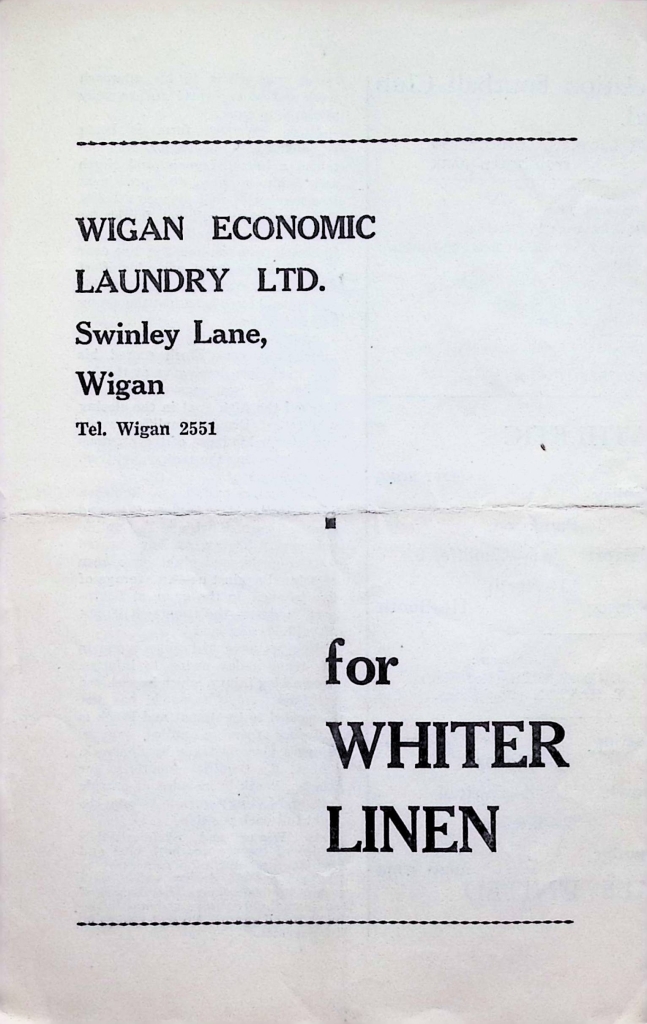 WIGAN ECONOMIC
LAUNDRY LTD.
Swinley Lane,
Wigan
Tel. Wigan 2551
for
WHITER
LINEN